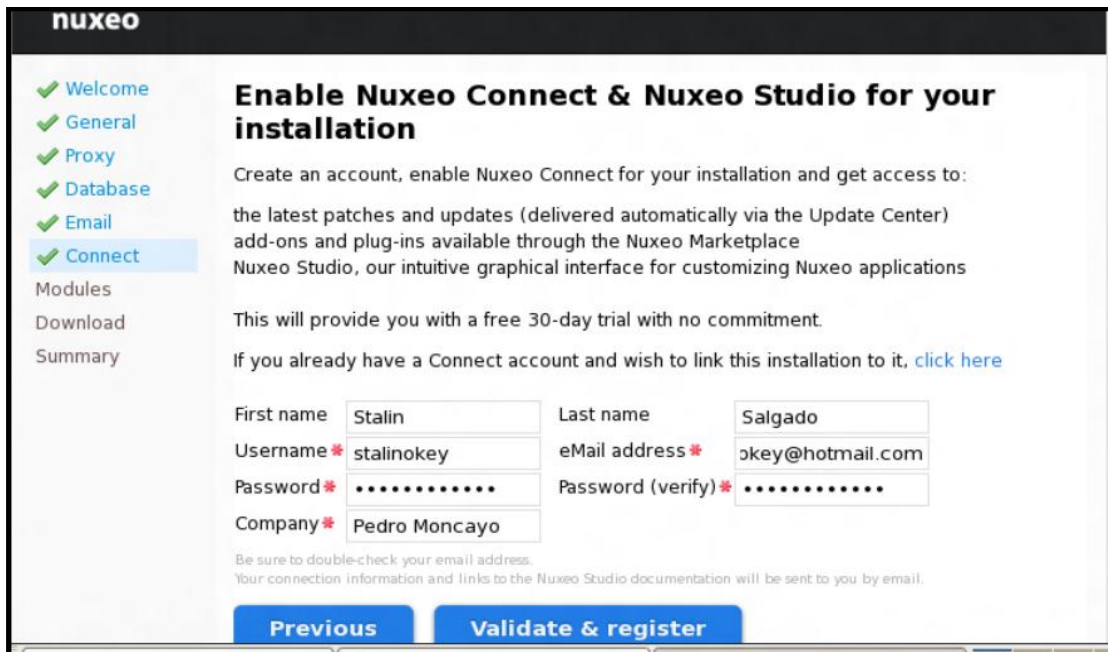 nuxeo
Welcome
General
Proxy
Database
Email
Connect
Modules
Download
Summary
Enable Nuxeo Connect & Nuxeo Studio for your
installation
Create an account, enable Nuxeo Connect for your installation and get access to:
the latest patches and updates (delivered automatically via the Update Center)
add-ons and plug-ins available through the Nuxeo Marketplace
Nuxeo Studio, our intuitive graphical interface for customizing Nuxeo applications
This will provide you with a free 30-day trial with no commitment.
If you already have a Connect account and wish to link this installation to it, click here
First name Stalin Last name Salgado
Username * stalinokey eMail address * okey@hotmail.com
Password * •••••••••••• Password (verify) * ••••••••••••
Company * Pedro Moncayo
Be sure to double-check your email address.
Your connection information and links to the Nuxeo Studio documentation will be sent to you by email.
Previous Validate & register